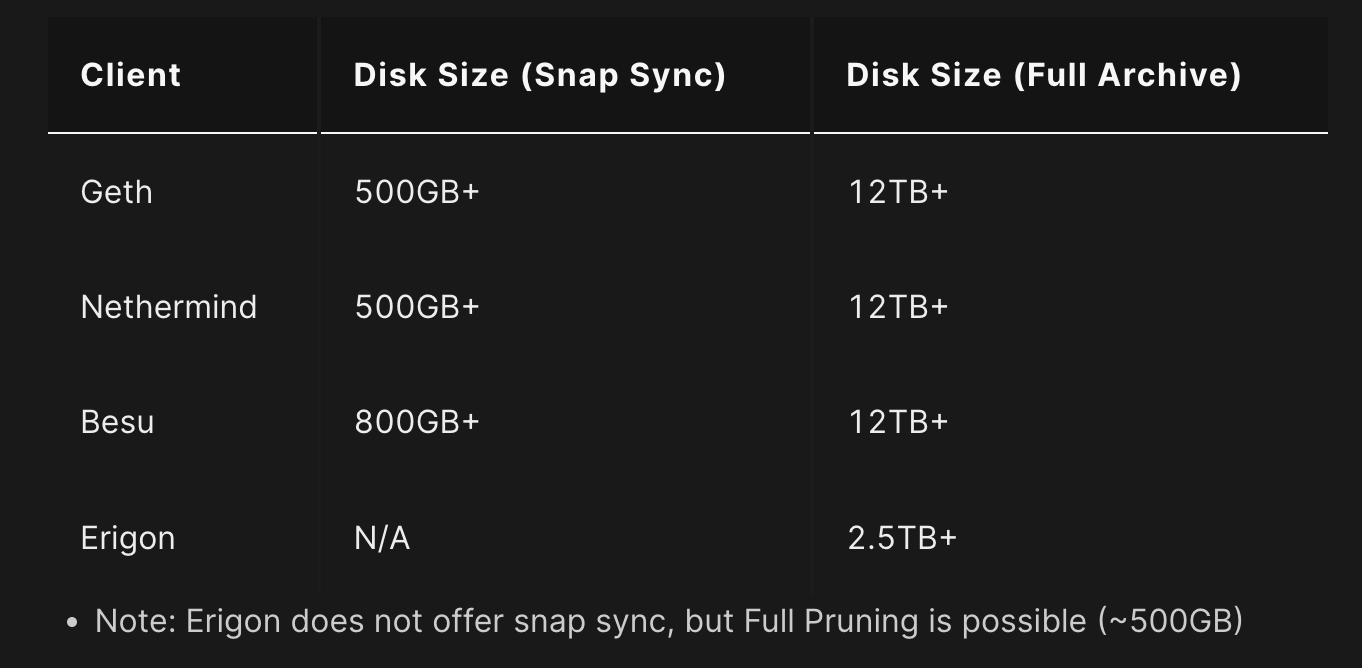 Client Disk Size (Snap Sync) Disk Size (Full Archive)
Geth 500GB+ 12TB+
Nethermind 500GB+ 12TB+
Besu 800GB+ 12TB+
Erigon N/A 2.5TB+
• Note: Erigon does not offer snap sync, but Full Pruning is possible (~500GB)